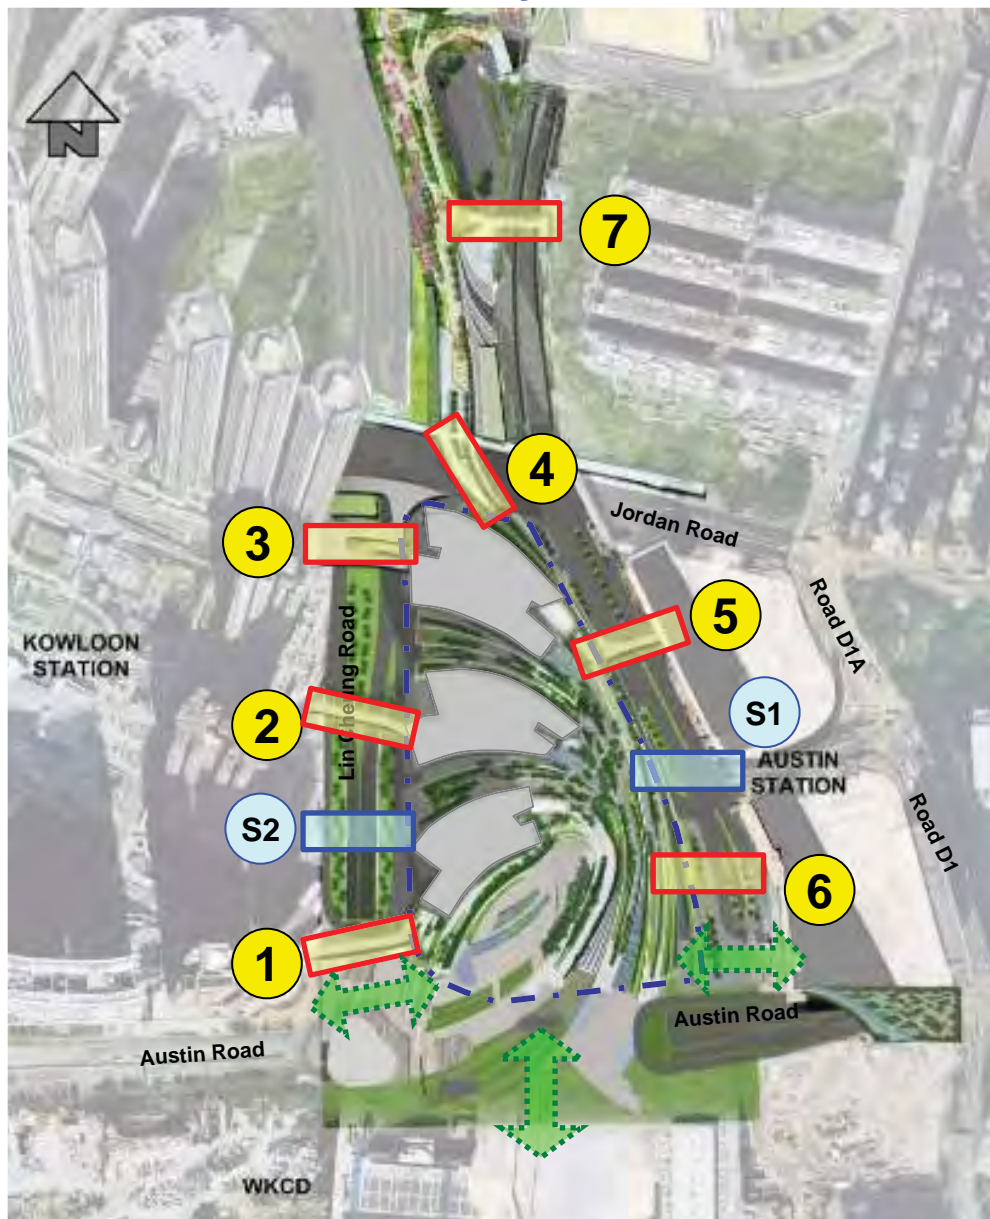 N
7
4
Jordan Road
3
Road D1A
5
KOWLOON
STATION
Lin Cheung Road
S1
2
AUSTIN
STATION
S2
Road D1
6
1
Austin Road
Austin Road
WKCD